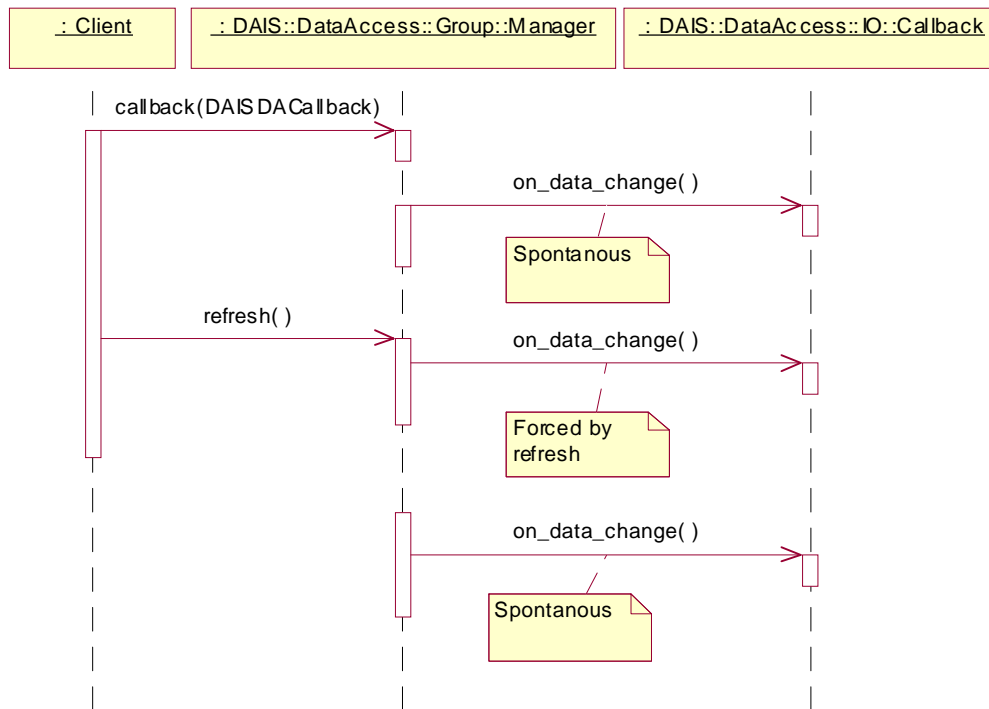 : Client
: DAIS::DataAccess::Group::Manager
: DAIS::DataAccess::IO::Callback
callback(DAISDACallback)
on_data_change( )
Spontanous
refresh( )
on_data_change( )
Forced by
refresh
on_data_change( )
Spontanous